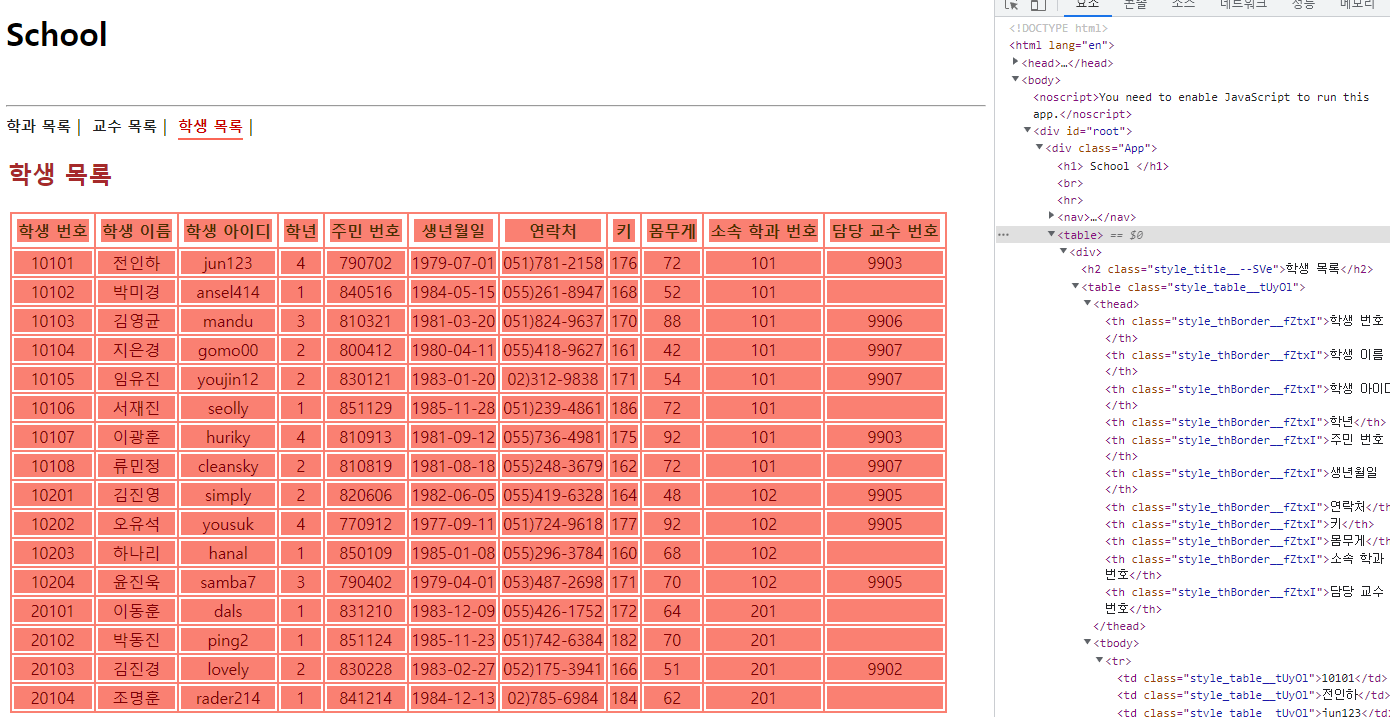 School
학과 목록 | 교수 목록 | 학생 목록 |
학생 목록
학생 번호 학생 이름 학생 아이디 학년 주민 번호 생년월일 연락처 키 몸무게 소속 학과 번호 담당 교수 번호
10101 전인하 jun123 4 790702 1979-07-01 051)781-2158 176 72 101 9903
10102 박미경 ansel414 1 840516 1984-05-15 055)261-8947 168 52 101
10103 김영균 mandu 3 810321 1981-03-20 051)824-9637 170 88 101 9906
10104 지은경 gomo00 2 800412 1980-04-11 055)418-9627 161 42 101 9907
10105 임유진 youjin12 2 830121 1983-01-20 02)312-9838 171 54 101 9907
10106 서재진 seolly 1 851129 1985-11-28 051)239-4861 186 72 101
10107 이광훈 huriky 4 810913 1981-09-12 055)736-4981 175 92 101 9903
10108 류민정 cleansky 2 810819 1981-08-18 055)248-3679 162 72 101 9907
10201 김진영 simply 2 820606 1982-06-05 055)419-6328 164 48 102 9905
10202 오유석 yousuk 4 770912 1977-09-11 051)724-9618 177 92 102 9905
10203 하나리 hanal 1 850109 1985-01-08 055)296-3784 160 68 102
10204 윤진욱 samba7 3 790402 1979-04-01 053)487-2698 171 70 102 9905
20101 이동훈 dals 1 831210 1983-12-09 055)426-1752 172 64 201
20102 박동진 ping2 1 851124 1985-11-23 051)742-6384 182 70 201
20103 김진경 lovely 2 830228 1983-02-27 052)175-3941 166 51 201 9902
20104 조명훈 rader214 1 841214 1984-12-13 02)785-6984 184 62 201
요소 콘솔 소스 네트워크 성능 메모리
<!DOCTYPE html>
<html lang="en">
<head>…</head>
<body>
<noscript>You need to enable JavaScript to run this
app.</noscript>
<div id="root">
<div class="App">
<h1> School </h1>
<br>
<hr>
<nav>…</nav>
<table> == $0
<div>
<h2 class="style_title__--SVe">학생 목록</h2>
<table class="style_table__tUyOl">
<thead>
<th class="style_thBorder__fZtxI">학생 번호
</th>
<th class="style_thBorder__fZtxI">학생 이름
</th>
<th class="style_thBorder__fZtxI">학생 아이디
</th>
<th class="style_thBorder__fZtxI">학년</th>
<th class="style_thBorder__fZtxI">주민 번호
</th>
<th class="style_thBorder__fZtxI">생년월일
</th>
<th class="style_thBorder__fZtxI">연락처</th
<th class="style_thBorder__fZtxI">키</th>
<th class="style_thBorder__fZtxI">몸무게</th
<th class="style_thBorder__fZtxI">소속 학과
번호</th>
<th class="style_thBorder__fZtxI">담당 교수
번호</th>
</thead>
<tbody>
<tr>
<td class="style_table__tUyOl">10101</td>
<td class="style_table__tUyOl">전인하</td>
<td class="style_table__tUyOl">jun123</td